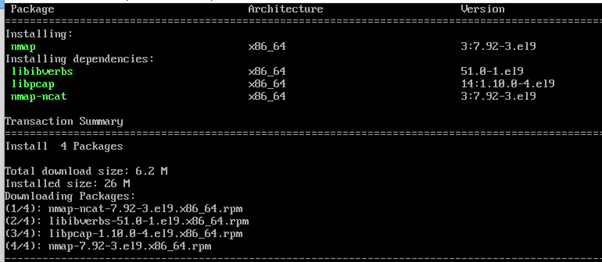 Package Architecture Version
================================================================================
Installing:
nmap x86_64 3:7.92-3.el9
Installing dependencies:
libibverbs x86_64 51.0-1.el9
libpcap x86_64 14:1.10.0-4.el9
nmap-ncat x86_64 3:7.92-3.el9
Transaction Summary
================================================================================
Install 4 Packages
Total download size: 6.2 M
Installed size: 26 M
Downloading Packages:
(1/4): nmap-ncat-7.92-3.el9.x86_64.rpm
(2/4): libibverbs-51.0-1.el9.x86_64.rpm
(3/4): libpcap-1.10.0-4.el9.x86_64.rpm
(4/4): nmap-7.92-3.el9.x86_64.rpm
--------------------------------------------------------------------------------